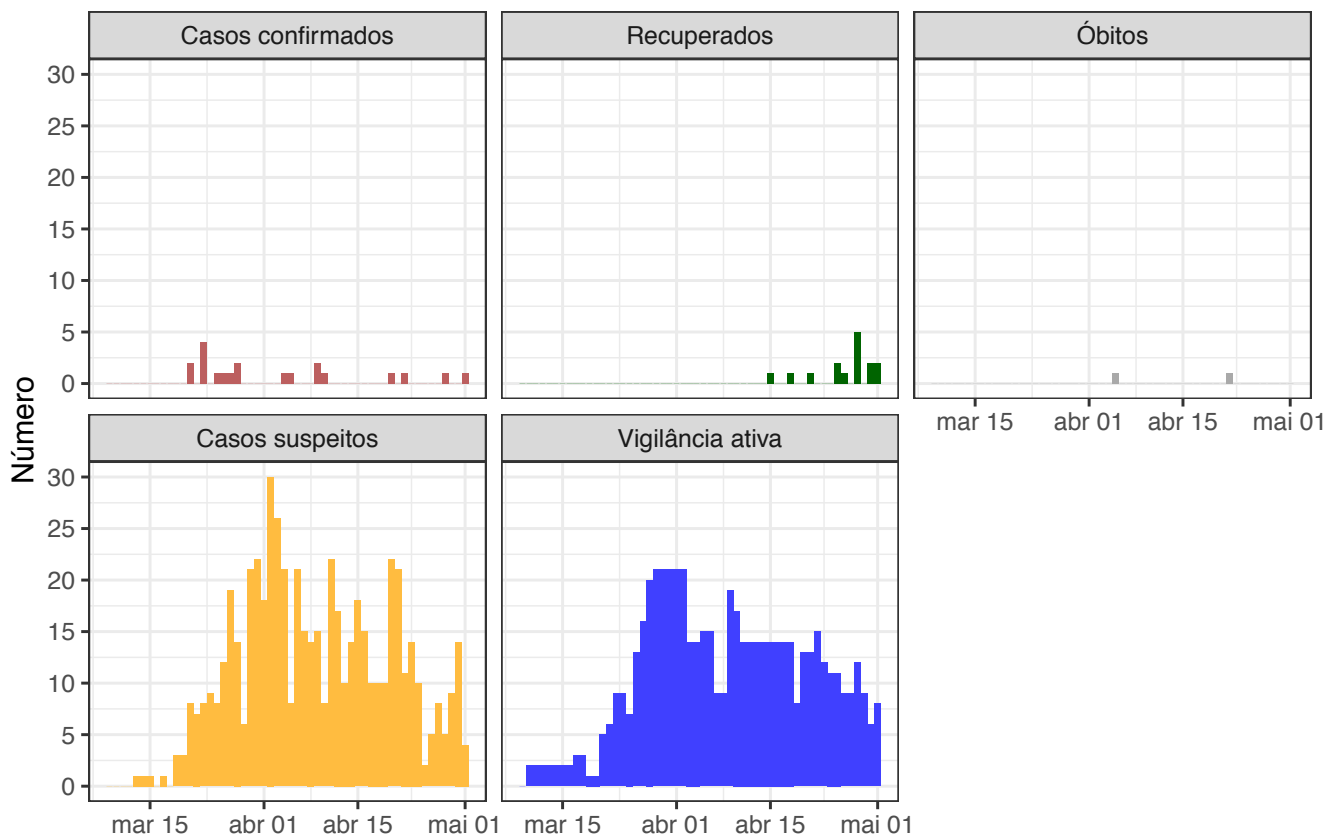 Casos confirmados
Recuperados
Óbitos
30
25
20
15
10
5
0
mar 15
abr 01
abr 15
mai 01
Número
Casos suspeitos
Vigilância ativa
30
25
20
15
10
5
0
mar 15
abr 01
abr 15
mai 01
mar 15
abr 01
abr 15
mai 01